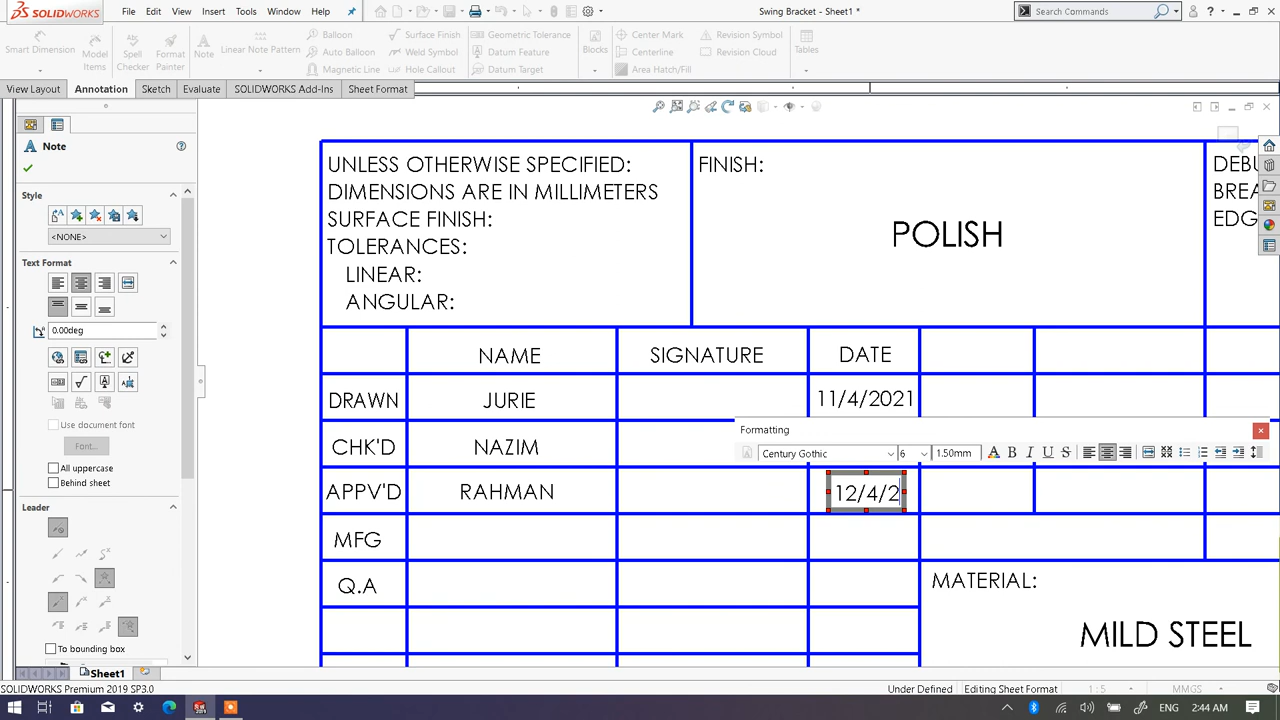 SOLIDWORKS File Edit View Insert Tools Window Help Swing Bracket - Sheet1 * Search Commands
Smart Dimension Model Items Spell Checker Format Painter Note Linear Note Pattern Balloon Surface Finish Geometric Tolerance Blocks Center Mark Revision Symbol Tables
Auto Balloon Weld Symbol Datum Feature Centerline Revision Cloud
Magnetic Line Hole Callout Datum Target Area Hatch/Fill
View Layout Annotation Sketch Evaluate SOLIDWORKS Add-Ins Sheet Format
Note
Style
<NONE>
Text Format
0.00deg
Use document font
Font...
All uppercase
Behind sheet
Leader
To bounding box
UNLESS OTHERWISE SPECIFIED:
DIMENSIONS ARE IN MILLIMETERS
SURFACE FINISH:
TOLERANCES:
LINEAR:
ANGULAR:
FINISH:
POLISH
DEBU
BREA
EDG
NAME SIGNATURE DATE
DRAWN JURIE 11/4/2021
CHK'D NAZIM
Formatting
Century Gothic 6 1.50mm A B I U S
APPV'D RAHMAN 12/4/2
MFG
Q.A MATERIAL:
MILD STEEL
Sheet1
SOLIDWORKS Premium 2019 SP3.0 Under Defined Editing Sheet Format 1 : 5 MMGS
ENG 2:44 AM